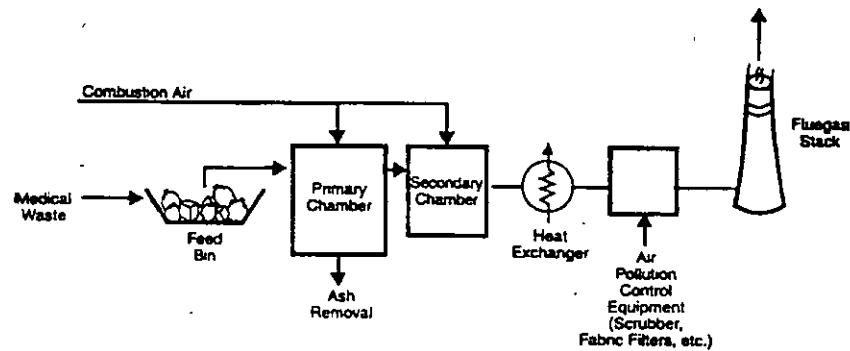 Combustion Air
Medical
Waste
Feed
Bin
Primary
Chamber
Ash
Removal
Secondary
Chamber
Heat
Exchanger
Air
Pollution
Control
Equipment
(Scrubber,
Fabric Filters, etc.)
Fluegas
Stack